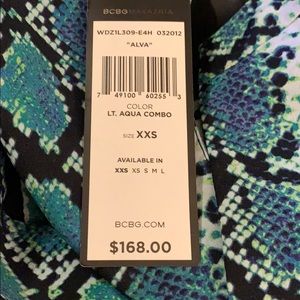 BCBGMAXAZRIA
WDZ1L309-E4H 032012
"ALVA"
7 49100 60255 3
COLOR
LT. AQUA COMBO
SIZE XXS
AVAILABLE IN
XXS XS S M L
BCBG.COM
$168.00